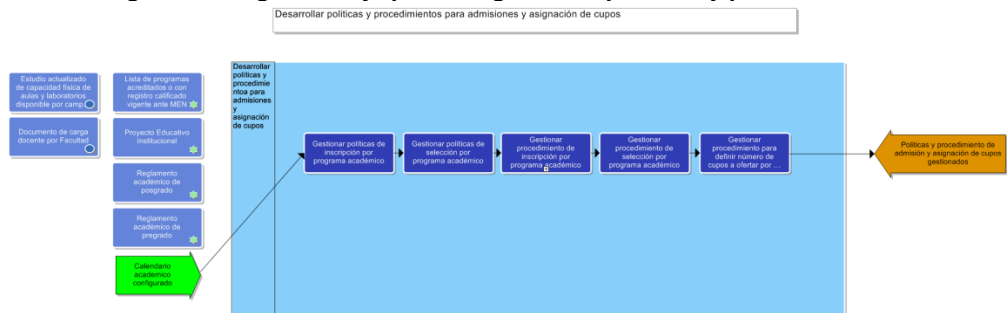 Desarrollar políticas y procedimientos para admisiones y asignación de cupos
Estudio actualizado
de capacidad física de
aulas y laboratorios
disponible por camp
Documento de carga
docente por Facultad
Lista de programas
acreditados o con
registro calificado
vigente ante MEN
Proyecto Educativo
Institucional
Reglamento
académico de
posgrado
Reglamento
académico de
pregrado
Calendario
academico
configurado
Desarrollar
políticas y
procedimie
ntoa para
admisiones
y
asignación
de cupos
Gestionar políticas de
inscripción por
programa académico
Gestionar políticas de
selección por
programa académico
Gestionar
procedimiento de
inscripción por
programa académico
Gestionar
procedimiento de
selección por
programa académico
Gestionar
procedimiento para
definir número de
cupos a ofertar por ...
Políticas y procedimiento de
admisión y asignación de cupos
gestionados